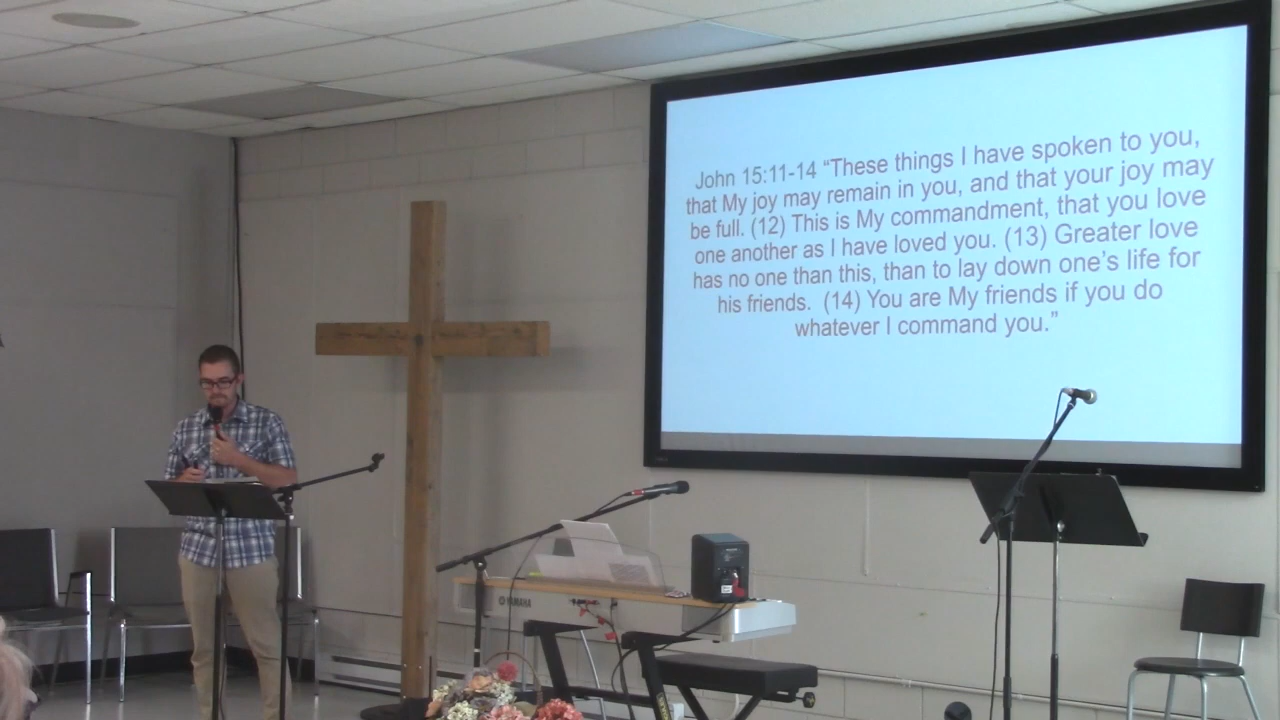 John 15:11-14 “These things I have spoken to you,
that My joy may remain in you, and that your joy may
be full. (12) This is My commandment, that you love
one another as I have loved you. (13) Greater love
has no one than this, than to lay down one’s life for
his friends.  (14) You are My friends if you do
whatever I command you.”
YAMAHA